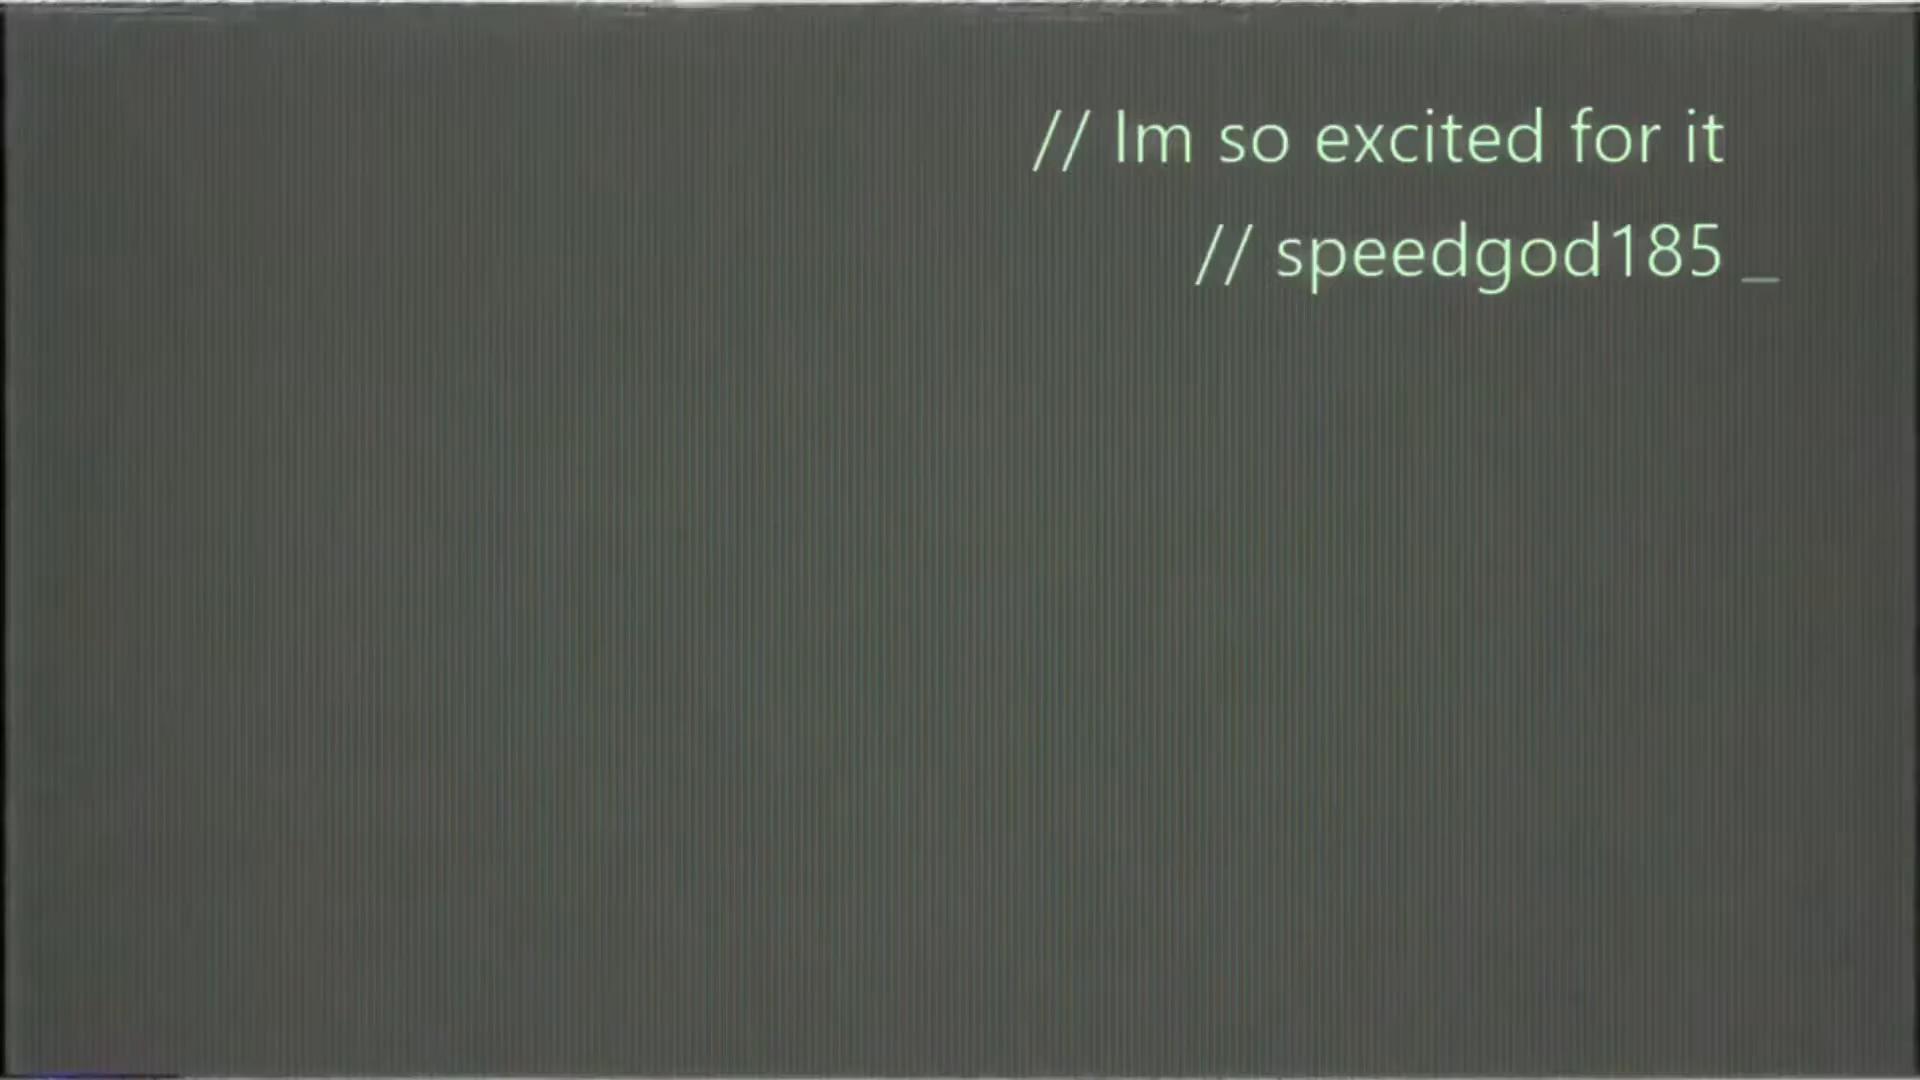 // Im so excited for it
// speedgod185 _